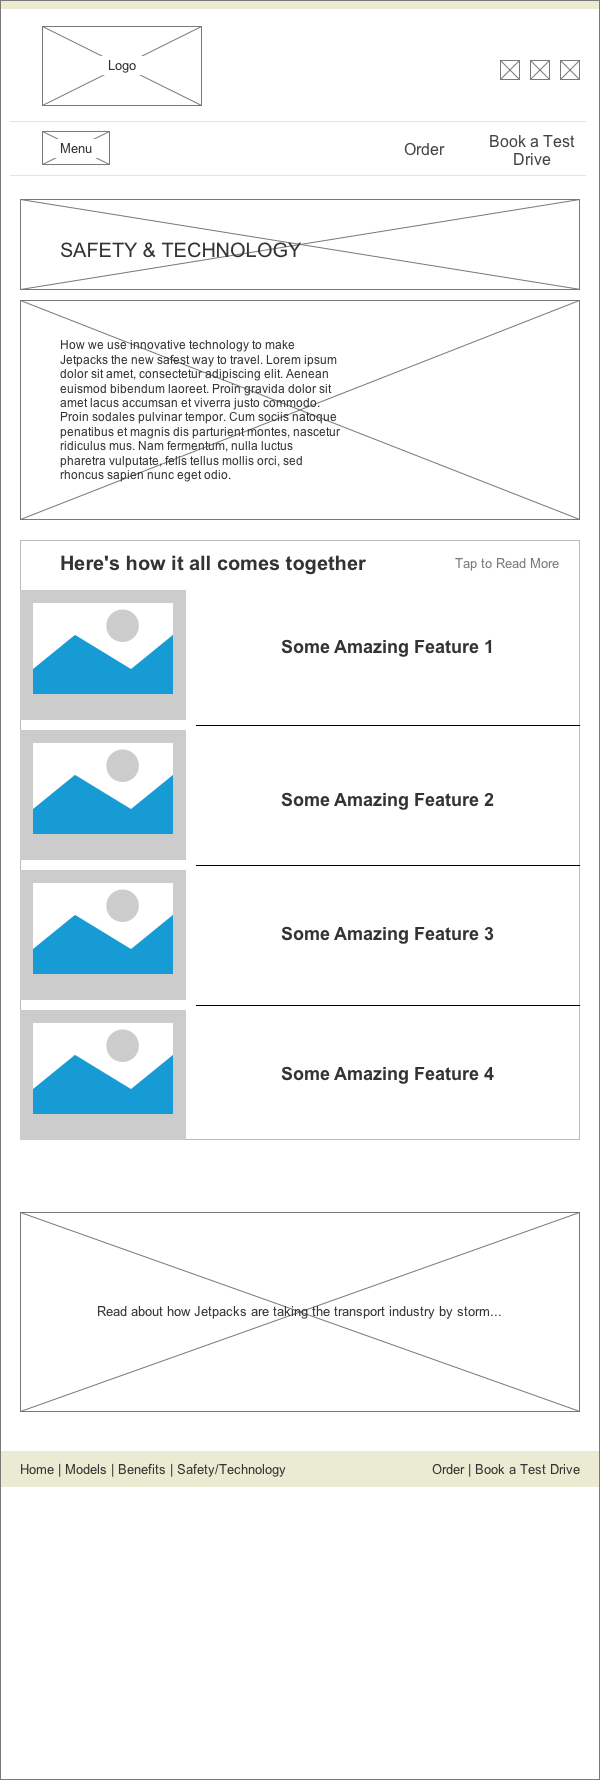 Logo
Menu
Order
Book a Test
Drive
SAFETY & TECHNOLOGY
How we use innovative technology to make
Jetpacks the new safest way to travel. Lorem ipsum
dolor sit amet, consectetur adipiscing elit. Aenean
euismod bibendum laoreet. Proin gravida dolor sit
amet lacus accumsan et viverra justo commodo.
Proin sodales pulvinar tempor. Cum sociis natoque
penatibus et magnis dis parturient montes, nascetur
ridiculus mus. Nam fermentum, nulla luctus
pharetra vulputate, felis tellus mollis orci, sed
rhoncus sapien nunc eget odio.
Here's how it all comes together
Tap to Read More
Some Amazing Feature 1
Some Amazing Feature 2
Some Amazing Feature 3
Some Amazing Feature 4
Read about how Jetpacks are taking the transport industry by storm...
Home | Models | Benefits | Safety/Technology
Order | Book a Test Drive